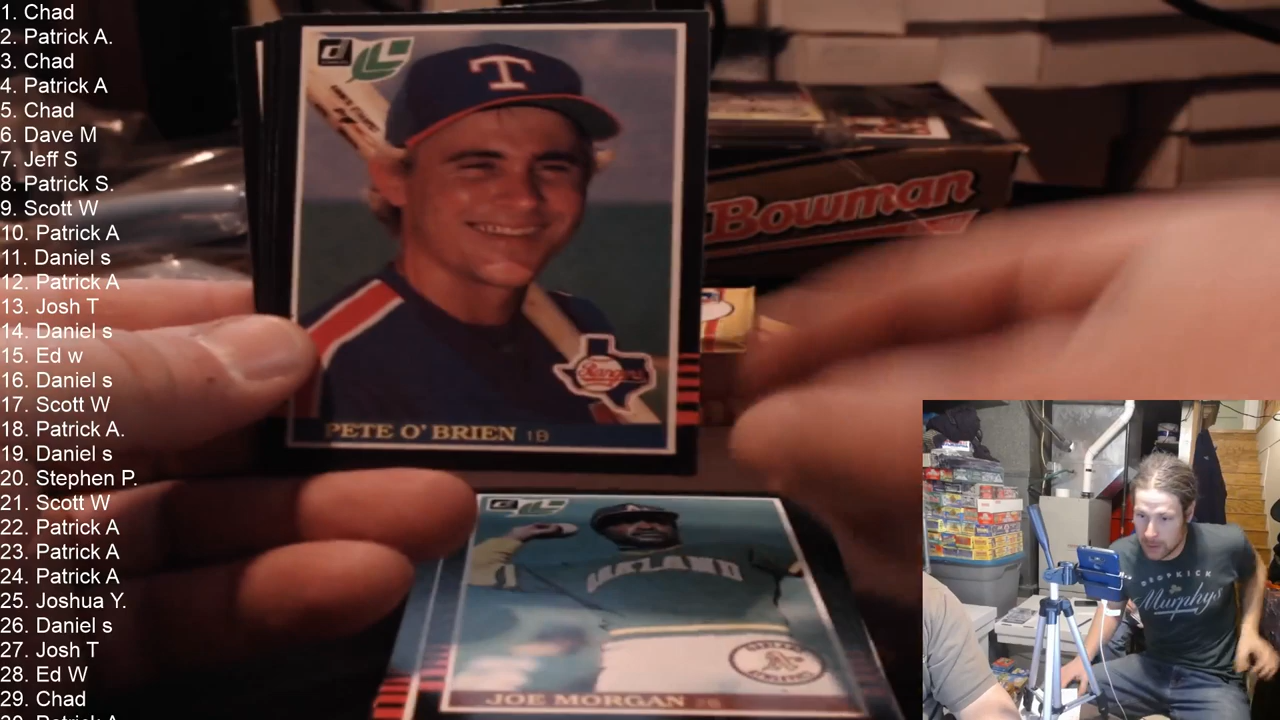 1. Chad
2. Patrick A.
3. Chad
4. Patrick A
5. Chad
6. Dave M
7. Jeff S
8. Patrick S.
9. Scott W
10. Patrick A
11. Daniel s
12. Patrick A
13. Josh T
14. Daniel s
15. Ed w
16. Daniel s
17. Scott W
18. Patrick A.
19. Daniel s
20. Stephen P.
21. Scott W
22. Patrick A
23. Patrick A
24. Patrick A
25. Joshua Y.
26. Daniel s
27. Josh T
28. Ed W
29. Chad
30. Patrick A
T
Rangers
PETE O'BRIEN 1B
Bowman
OAKLAND
JOE MORGAN 2B
DROPKICK
Murphys